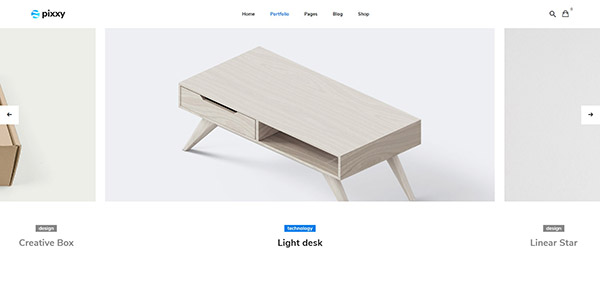 pixxy
Home Portfolio Pages Blog Shop
0
design
Creative Box
technology
Light desk
design
Linear Star